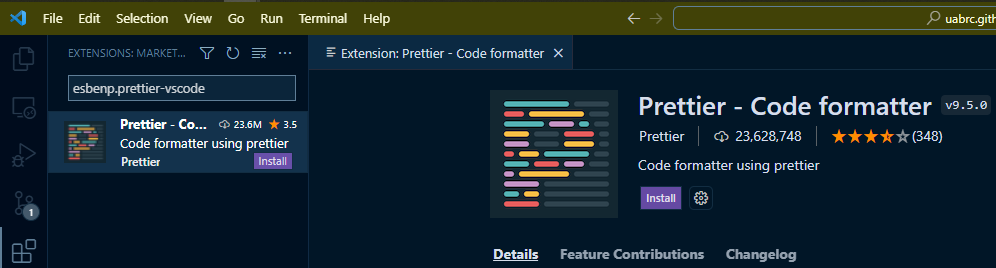 File Edit Selection View Go Run Terminal Help
uabrc.gith
EXTENSIONS: MARKET...
Extension: Prettier - Code formatter
esbenp.prettier-vscode
Prettier - Co... 23.6M 3.5
Code formatter using prettier
Prettier Install
Prettier - Code formatter v9.5.0
Prettier 23,628,748 (348)
Code formatter using prettier
Install
1
Details Feature Contributions Changelog